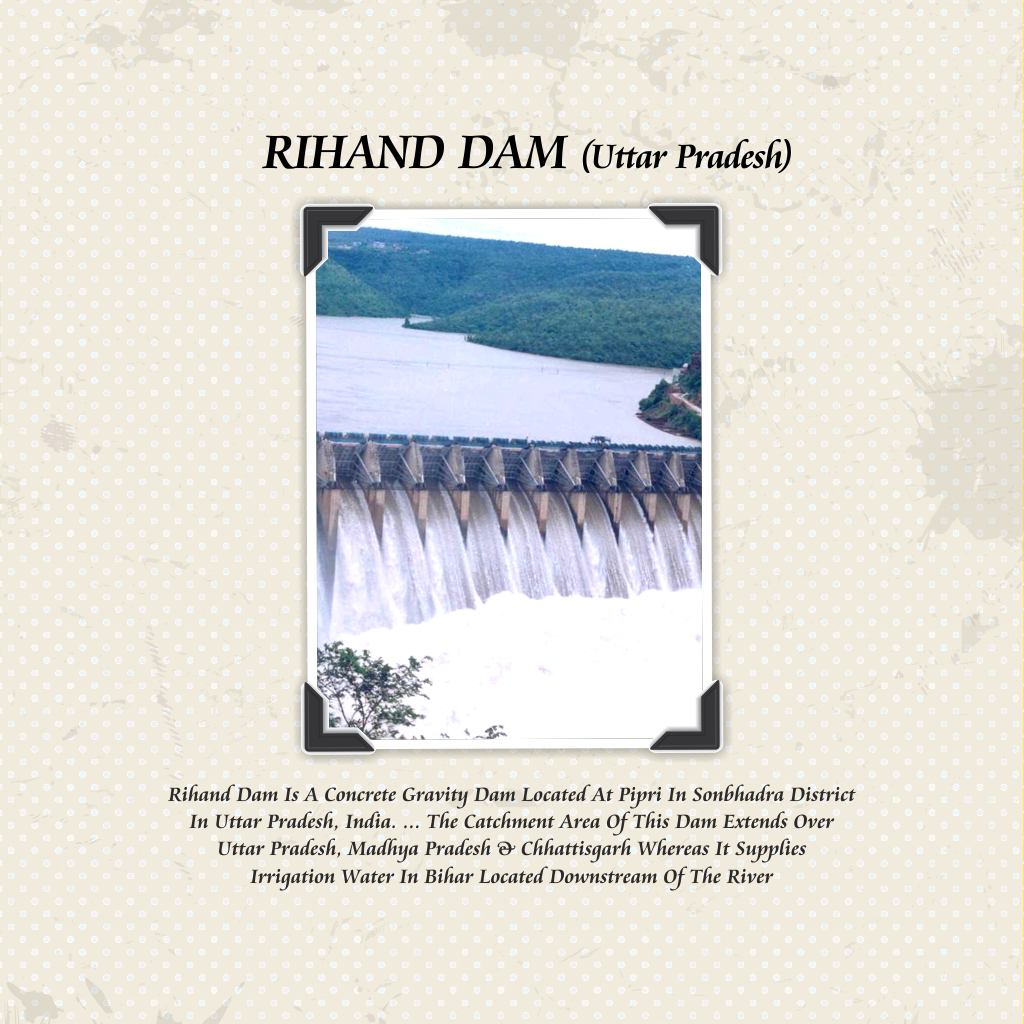 RIHAND DAM (Uttar Pradesh)
Rihand Dam Is A Concrete Gravity Dam Located At Pipri In Sonbhadra District
In Uttar Pradesh, India. ... The Catchment Area Of This Dam Extends Over
Uttar Pradesh, Madhya Pradesh & Chhattisgarh Whereas It Supplies
Irrigation Water In Bihar Located Downstream Of The River